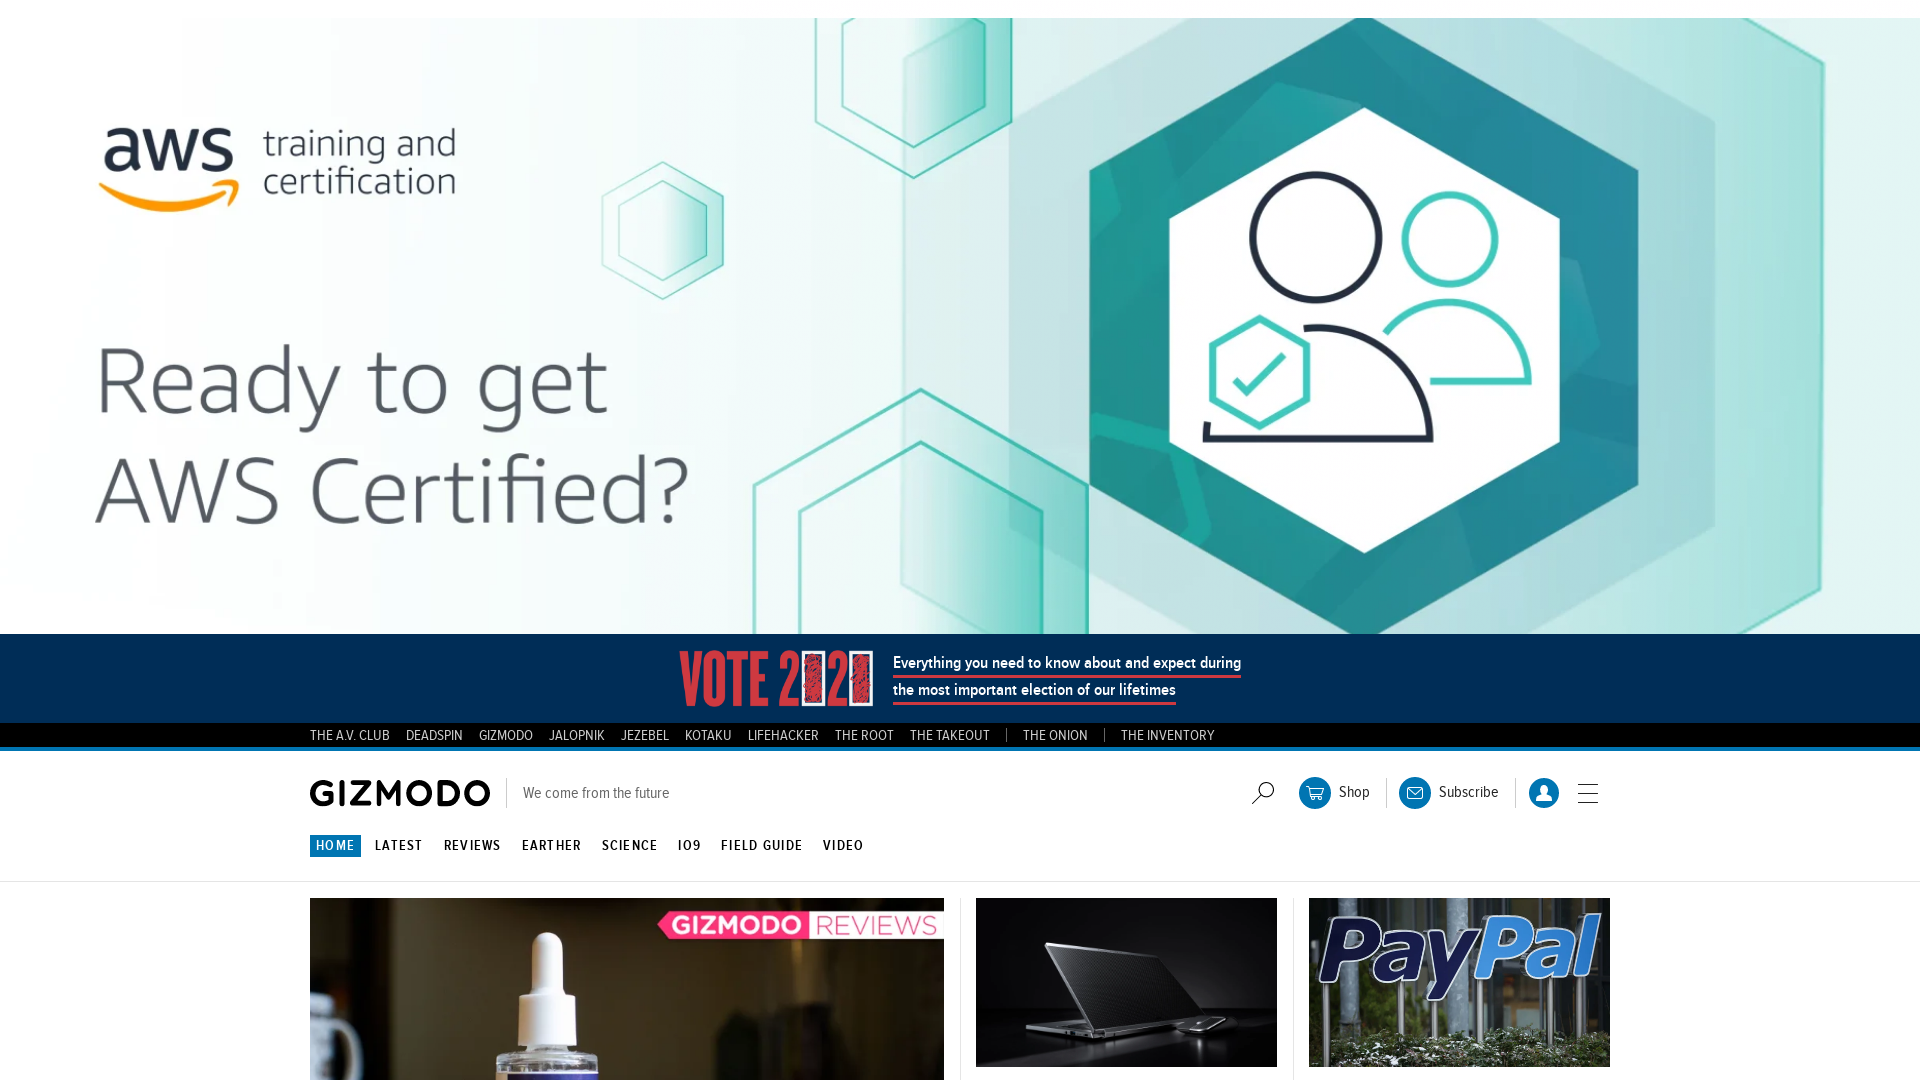 aws training and
certification
Ready to get
AWS Certified?
VOTE 2020
Everything you need to know about and expect during
the most important election of our lifetimes
THE A.V. CLUB DEADSPIN GIZMODO JALOPNIK JEZEBEL KOTAKU LIFEHACKER THE ROOT THE TAKEOUT THE ONION THE INVENTORY
GIZMODO We come from the future Shop Subscribe
HOME LATEST REVIEWS EARTHER SCIENCE IO9 FIELD GUIDE VIDEO
GIZMODO REVIEWS
PayPal